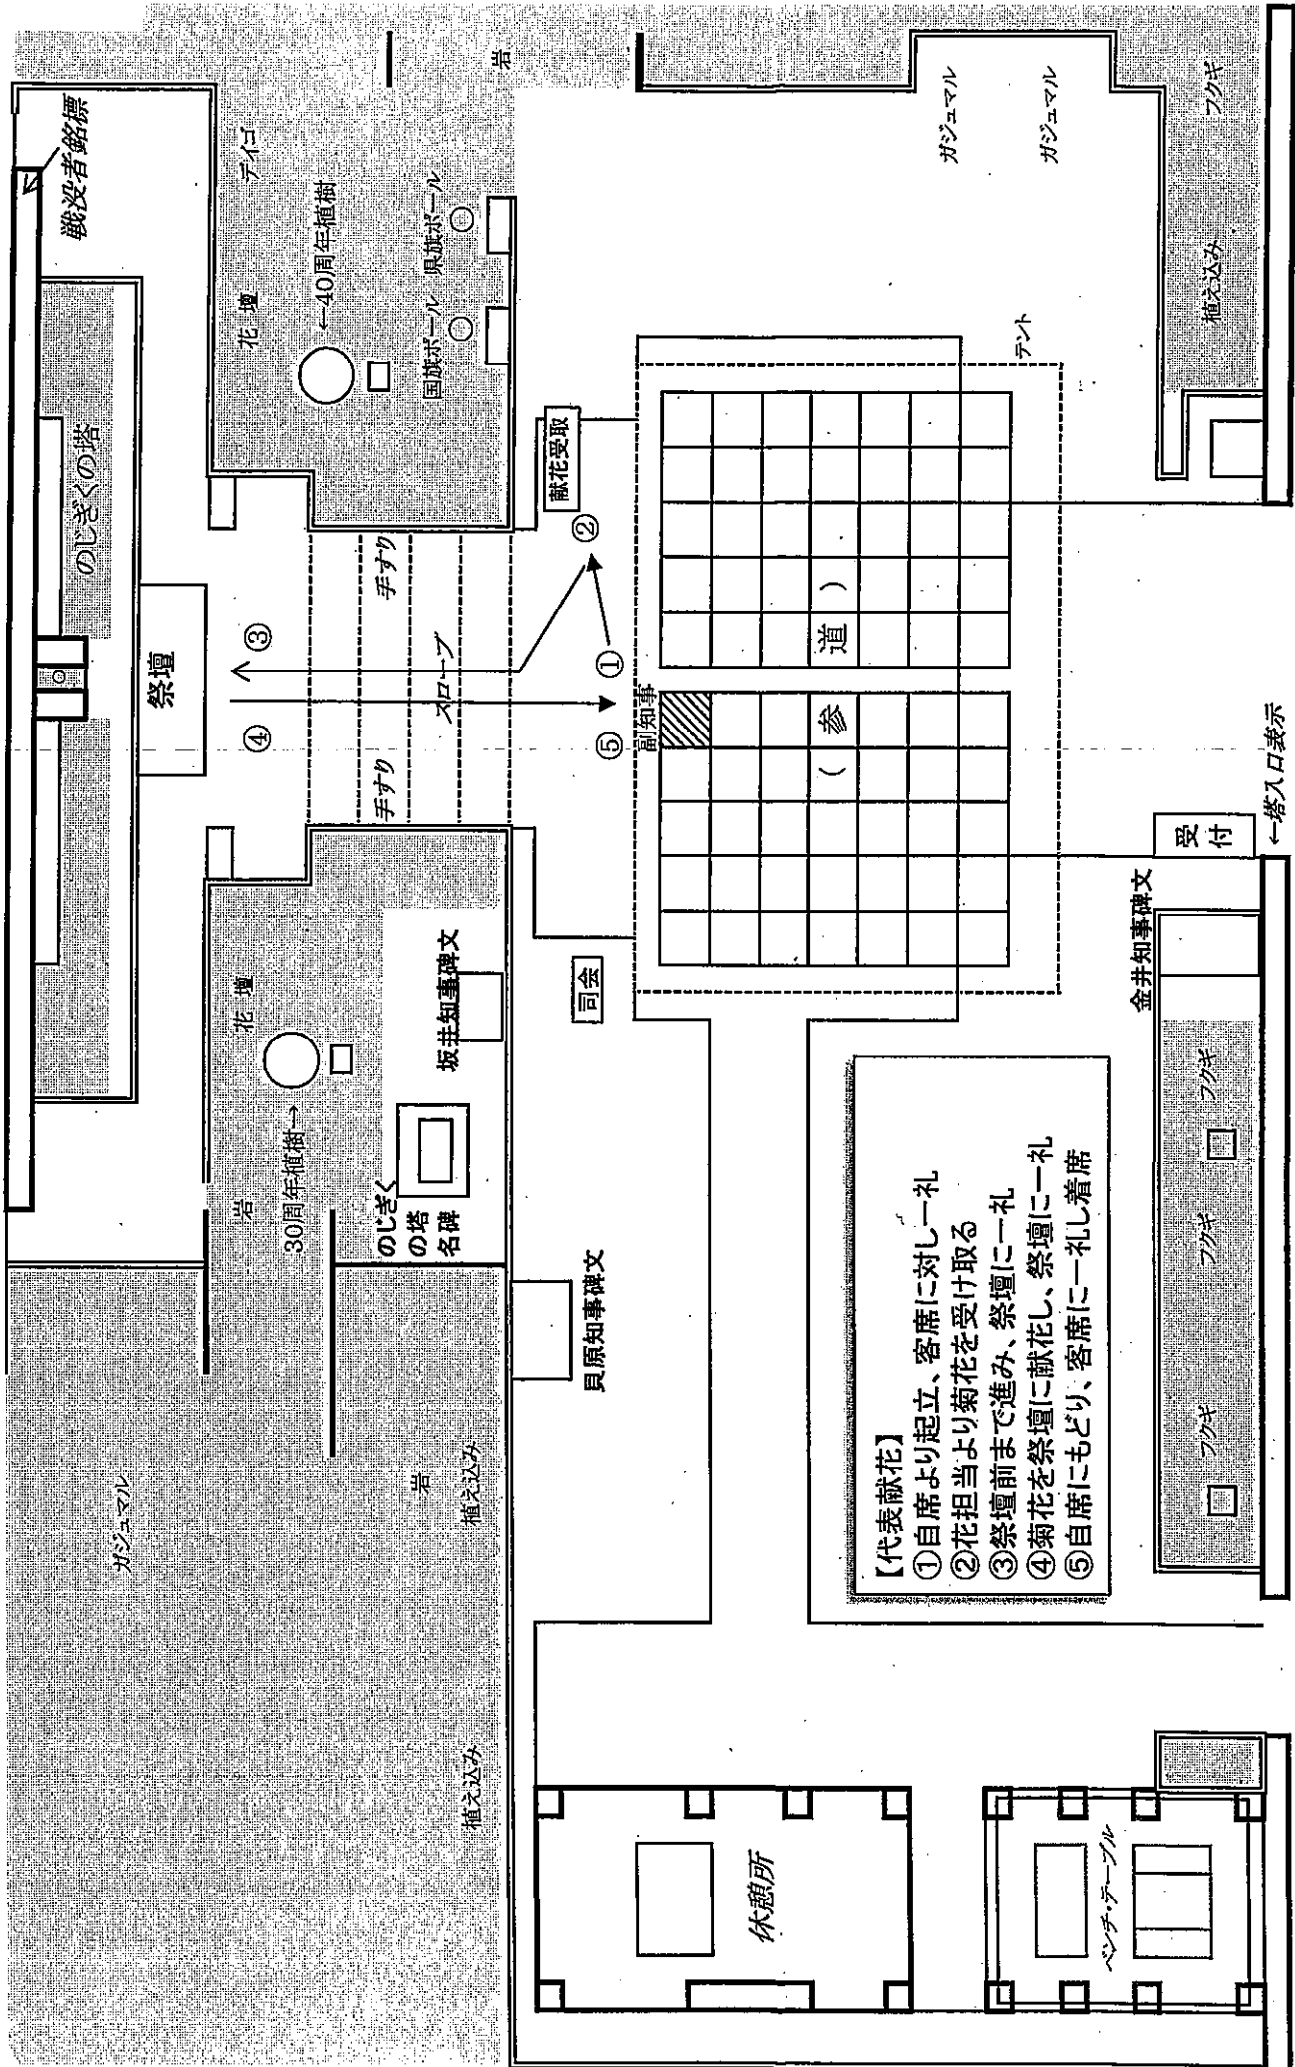 戦没者銘標
のじぎくの塔
祭壇
デイゴ
花壇
←40周年植樹
国旗ポール
県旗ポール
岩
ガジュマル
ガジュマル
フクギ
植え込み
献花受取
手すり
手すり
スロープ
①
②
③
④
⑤
副知事
（参
道）
テント
花壇
岩
30周年植樹→
坂井知事碑文
のじぎく
の塔
名碑
司会
貝原知事碑文
ガジュマル
岩
植え込み
植え込み
受付
←塔入口表示
金井知事碑文
フクギ
フクギ
フクギ
【代表献花】
①自席より起立、客席に対し一礼
②花担当より菊花を受け取る
③祭壇前まで進み、祭壇に一礼
④菊花を祭壇に献花し、祭壇に一礼
⑤自席にもどり、客席に一礼し着席
休憩所
ベンチ・テーブル